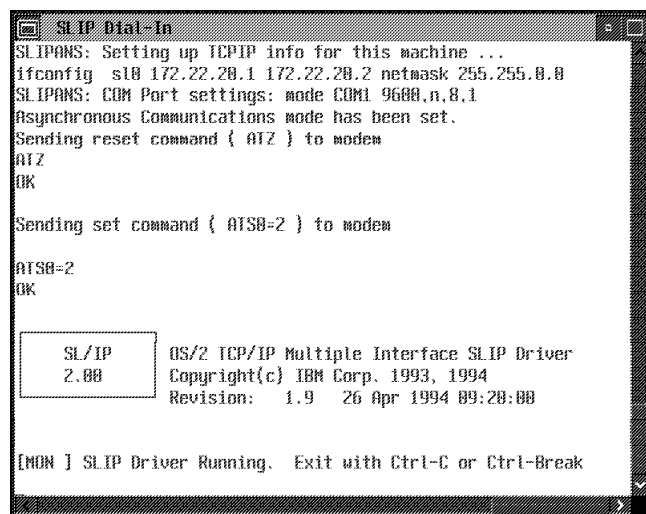 SLIP Dial-In
SLIPANS: Setting up TCPIP info for this machine ...
ifconfig  sl0 172.22.20.1 172.22.20.2 netmask 255.255.0.0
SLIPANS: COM Port settings: mode COM1 9600,n,8,1
Asynchronous Communications mode has been set.
Sending reset command ( ATZ ) to modem
ATZ
OK
Sending set command ( ATS0=2 ) to modem
ATS0=2
OK
SL/IP OS/2 TCP/IP Multiple Interface SLIP Driver
2.00 Copyright(c) IBM Corp. 1993, 1994
Revision:   1.9   26 Apr 1994 09:20:00
[MON ] SLIP Driver Running.  Exit with Ctrl-C or Ctrl-Break